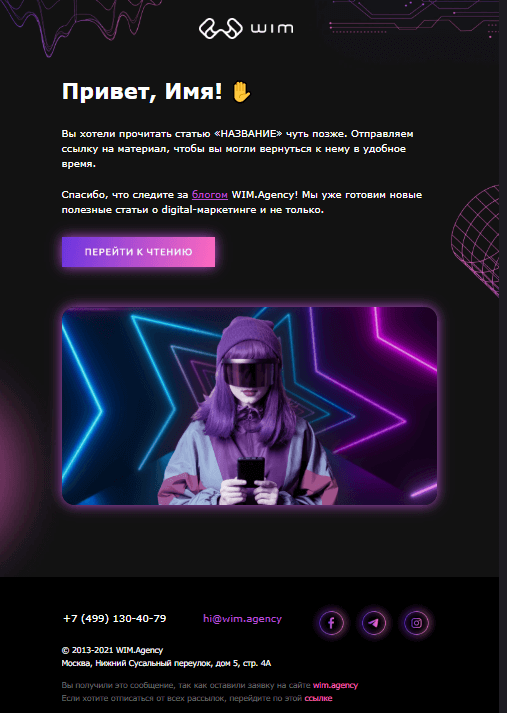 wim
Привет, Имя! ✋
Вы хотели прочитать статью «НАЗВАНИЕ» чуть позже. Отправляем
ссылку на материал, чтобы вы могли вернуться к нему в удобное
время.
Спасибо, что следите за блогом WIM.Agency! Мы уже готовим новые
полезные статьи о digital-маркетинге и не только.
ПЕРЕЙТИ К ЧТЕНИЮ
+7 (499) 130-40-79 hi@wim.agency
© 2013-2021 WIM.Agency
Москва, Нижний Сусальный переулок, дом 5, стр. 4А
Вы получили это сообщение, так как оставили заявку на сайте wim.agency
Если хотите отписаться от всех рассылок, перейдите по этой ссылке